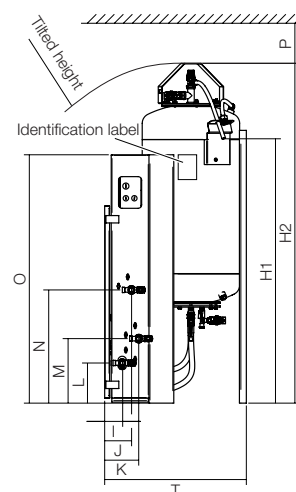 P
Tilted height
Identification label
H2
H1
O
N
M
L
I
J
K
T